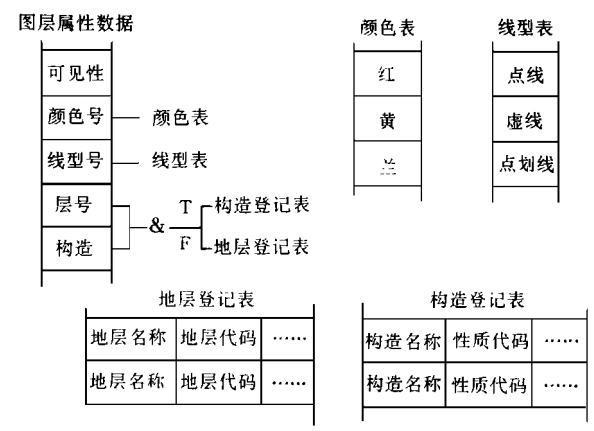 图层属性数据
可见性
颜色号 颜色表
线型号 线型表
层号
构造
& T 构造登记表
F 地层登记表
颜色表
红
黄
兰
线型表
点线
虚线
点划线
地层登记表
地层名称 地层代码 ……
地层名称 地层代码 ……
构造登记表
构造名称 性质代码 ……
构造名称 性质代码 ……